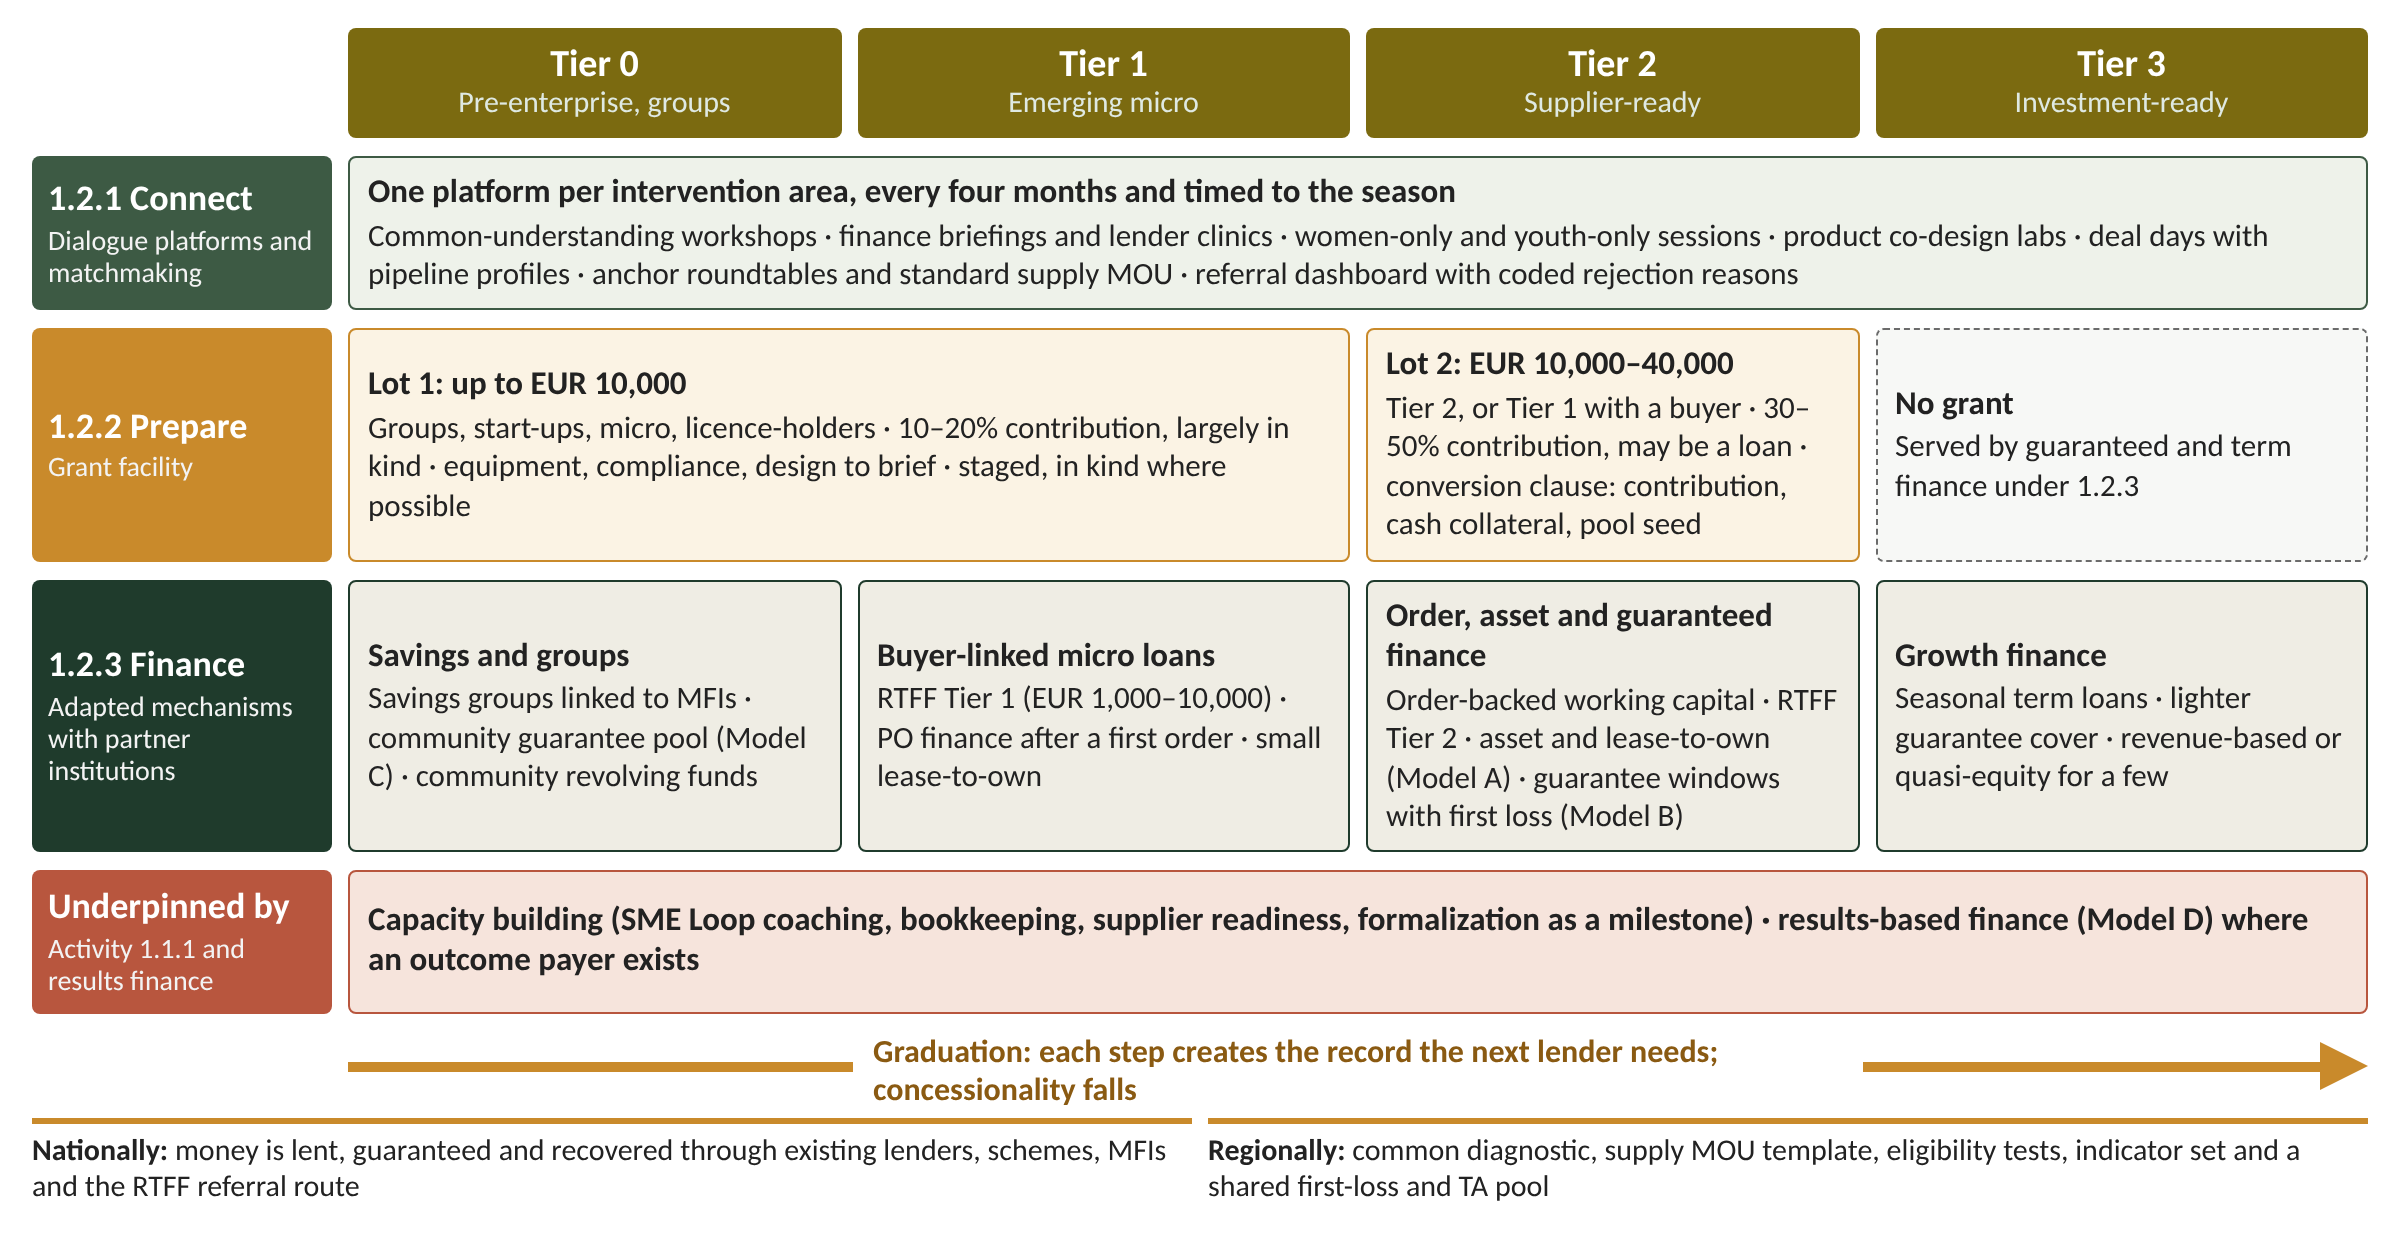 Tier 0
Pre-enterprise, groups
Tier 1
Emerging micro
Tier 2
Supplier-ready
Tier 3
Investment-ready
1.2.1 Connect
Dialogue platforms and
matchmaking
One platform per intervention area, every four months and timed to the season
Common-understanding workshops · finance briefings and lender clinics · women-only and youth-only sessions · product co-design labs · deal days with
pipeline profiles · anchor roundtables and standard supply MOU · referral dashboard with coded rejection reasons
1.2.2 Prepare
Grant facility
Lot 1: up to EUR 10,000
Groups, start-ups, micro, licence-holders · 10–20% contribution, largely in
kind · equipment, compliance, design to brief · staged, in kind where
possible
Lot 2: EUR 10,000–40,000
Tier 2, or Tier 1 with a buyer · 30–
50% contribution, may be a loan ·
conversion clause: contribution,
cash collateral, pool seed
No grant
Served by guaranteed and term
finance under 1.2.3
1.2.3 Finance
Adapted mechanisms
with partner
institutions
Savings and groups
Savings groups linked to MFIs ·
community guarantee pool (Model
C) · community revolving funds
Buyer-linked micro loans
RTFF Tier 1 (EUR 1,000–10,000) ·
PO finance after a first order · small
lease-to-own
Order, asset and guaranteed
finance
Order-backed working capital · RTFF
Tier 2 · asset and lease-to-own
(Model A) · guarantee windows
with first loss (Model B)
Growth finance
Seasonal term loans · lighter
guarantee cover · revenue-based or
quasi-equity for a few
Underpinned by
Activity 1.1.1 and
results finance
Capacity building (SME Loop coaching, bookkeeping, supplier readiness, formalization as a milestone) · results-based finance (Model D) where
an outcome payer exists
Graduation: each step creates the record the next lender needs;
concessionality falls
Nationally: money is lent, guaranteed and recovered through existing lenders, schemes, MFIs
and the RTFF referral route
Regionally: common diagnostic, supply MOU template, eligibility tests, indicator set and a
shared first-loss and TA pool